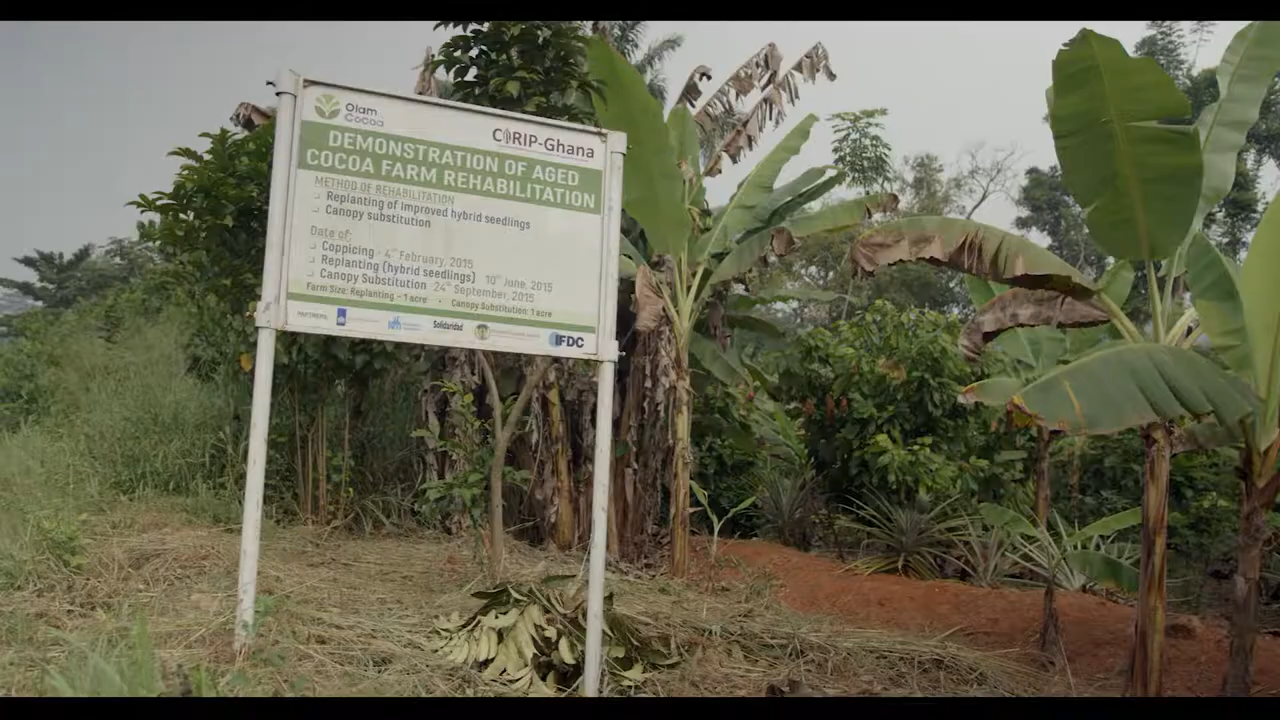 Olam
Cocoa
CORIP-Ghana
DEMONSTRATION OF AGED
COCOA FARM REHABILITATION
METHOD OF REHABILITATION
Replanting of improved hybrid seedlings
Canopy substitution
Date of:
Coppicing - 4th February, 2015
Replanting (hybrid seedlings) 10th June, 2015
Canopy Substitution 24th September, 2015
Farm Size: Replanting - 1 acre - Canopy Substitution: 1 acre
PARTNERS:
Solidaridad
IFDC